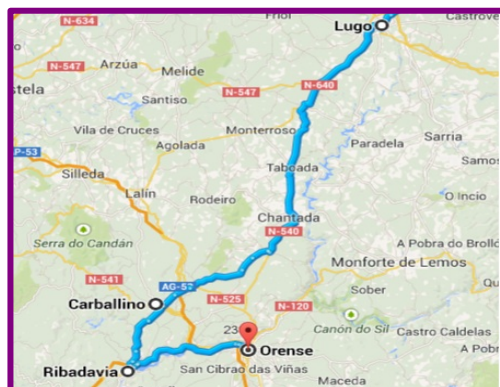 N-634
Friol
Castrove
Lugo
Arzúa
N-547
Melide
N-640
N-547
stela
Santiso
Vila de Cruces
Monterroso
Sarria
Agolada
Paradela
P-53
Samos
Silleda
Taboada
Lalín
Rodeiro
O Incio
Chantada
Serra do Candán
N-540
A Pobra do Brolló
N-541
AG-53
Monforte de Lemos
Carballino
N-525
Sober
N-120
Canón do Sil
Castro Caldelas
Orense
A Pobr
Ribadavia
San Cibrao das Viñas
Maceda